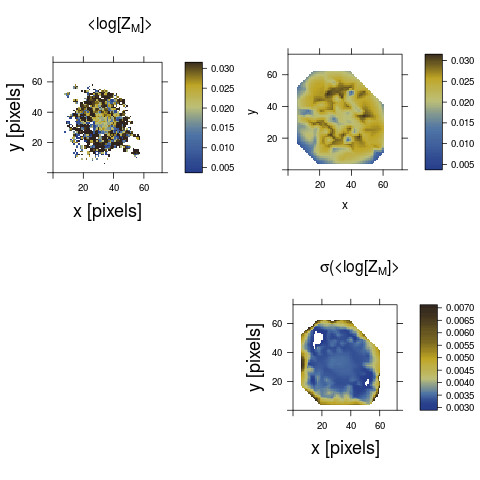 <log[Z_M]>
y [pixels]
60
40
20
20 40 60
x [pixels]
0.030
0.025
0.020
0.015
0.010
0.005
y
60
40
20
20 40 60
x
0.030
0.025
0.020
0.015
0.010
0.005
σ(<log[Z_M]>
y [pixels]
60
40
20
20 40 60
x [pixels]
0.0070
0.0065
0.0060
0.0055
0.0050
0.0045
0.0040
0.0035
0.0030